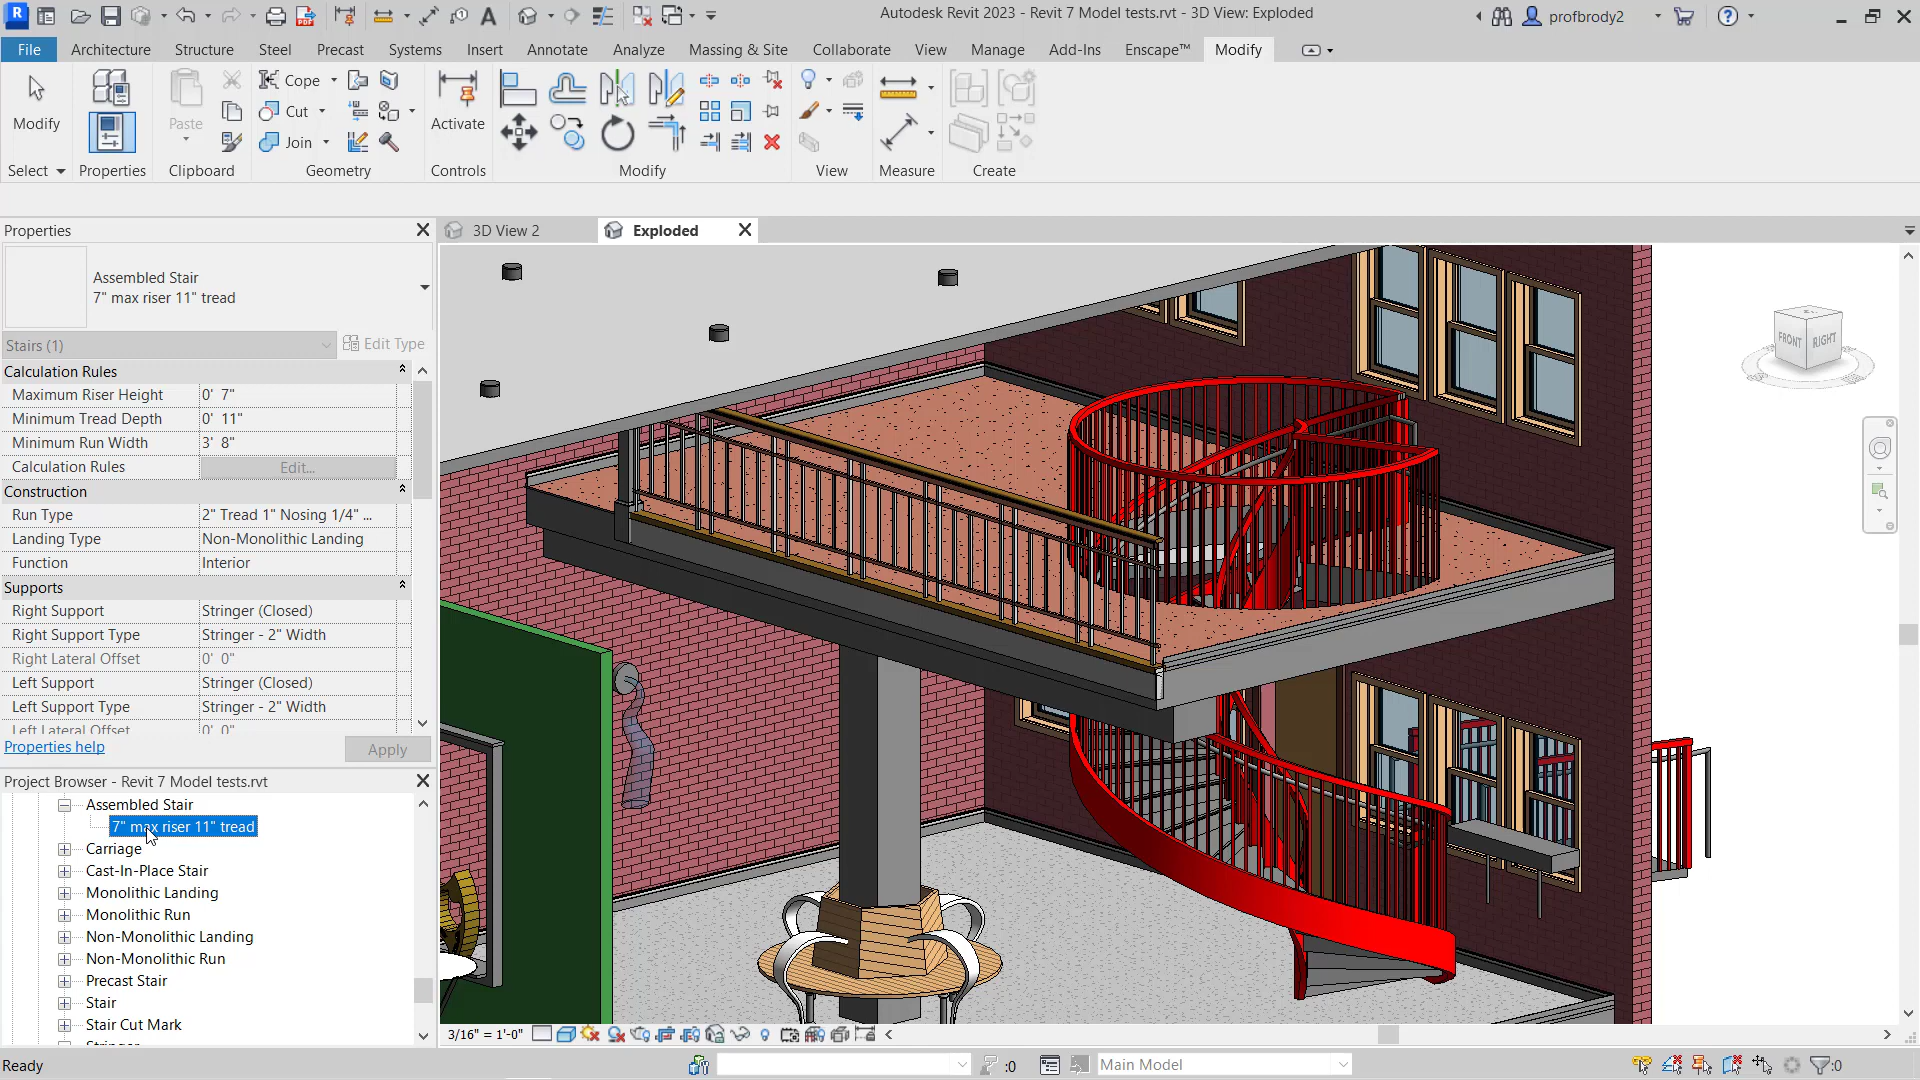 Autodesk Revit 2023 - Revit 7 Model tests.rvt - 3D View: Exploded
profbrody2
File Architecture Structure Steel Precast Systems Insert Annotate Analyze Massing & Site Collaborate View Manage Add-Ins Enscape™ Modify
Modify
Paste
Cope
Cut
Join
Activate
Select Properties Clipboard Geometry Controls Modify View Measure Create
Properties
3D View 2
Exploded
Assembled Stair
7" max riser 11" tread
Stairs (1)
Edit Type
Calculation Rules
Maximum Riser Height 0' 7"
Minimum Tread Depth 0' 11"
Minimum Run Width 3' 8"
Calculation Rules Edit...
Construction
Run Type 2" Tread 1" Nosing 1/4" ...
Landing Type Non-Monolithic Landing
Function Interior
Supports
Right Support Stringer (Closed)
Right Support Type Stringer - 2" Width
Right Lateral Offset 0' 0"
Left Support Stringer (Closed)
Left Support Type Stringer - 2" Width
Left Lateral Offset 0' 0"
Properties help
Apply
FRONT RIGHT
Project Browser - Revit 7 Model tests.rvt
Assembled Stair
7" max riser 11" tread
Carriage
Cast-In-Place Stair
Monolithic Landing
Monolithic Run
Non-Monolithic Landing
Non-Monolithic Run
Precast Stair
Stair
Stair Cut Mark
3/16" = 1'-0"
Ready
:0
Main Model
:0